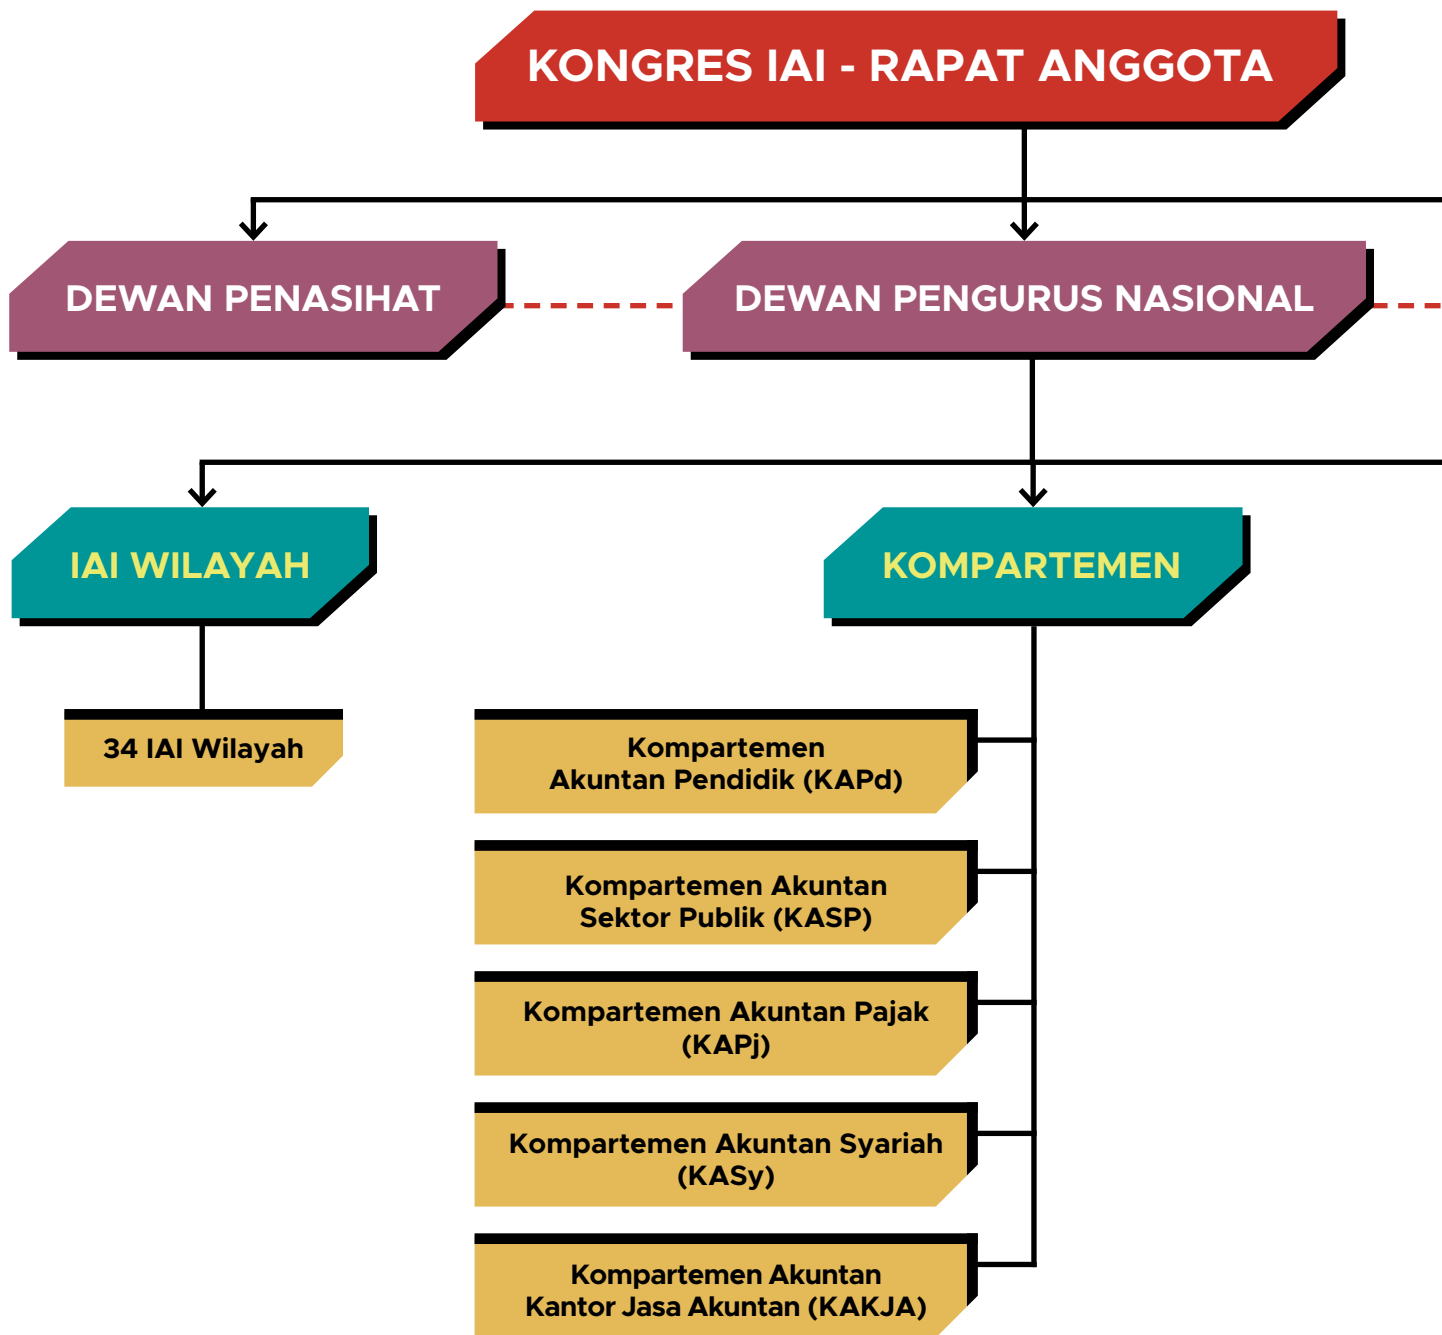 KONGRES IAI - RAPAT ANGGOTA
DEWAN PENASIHAT
DEWAN PENGURUS NASIONAL
IAI WILAYAH
KOMPARTEMEN
34 IAI Wilayah
Kompartemen
Akuntan Pendidik (KAPd)
Kompartemen Akuntan
Sektor Publik (KASP)
Kompartemen Akuntan Pajak
(KAPj)
Kompartemen Akuntan Syariah
(KASy)
Kompartemen Akuntan
Kantor Jasa Akuntan (KAKJA)